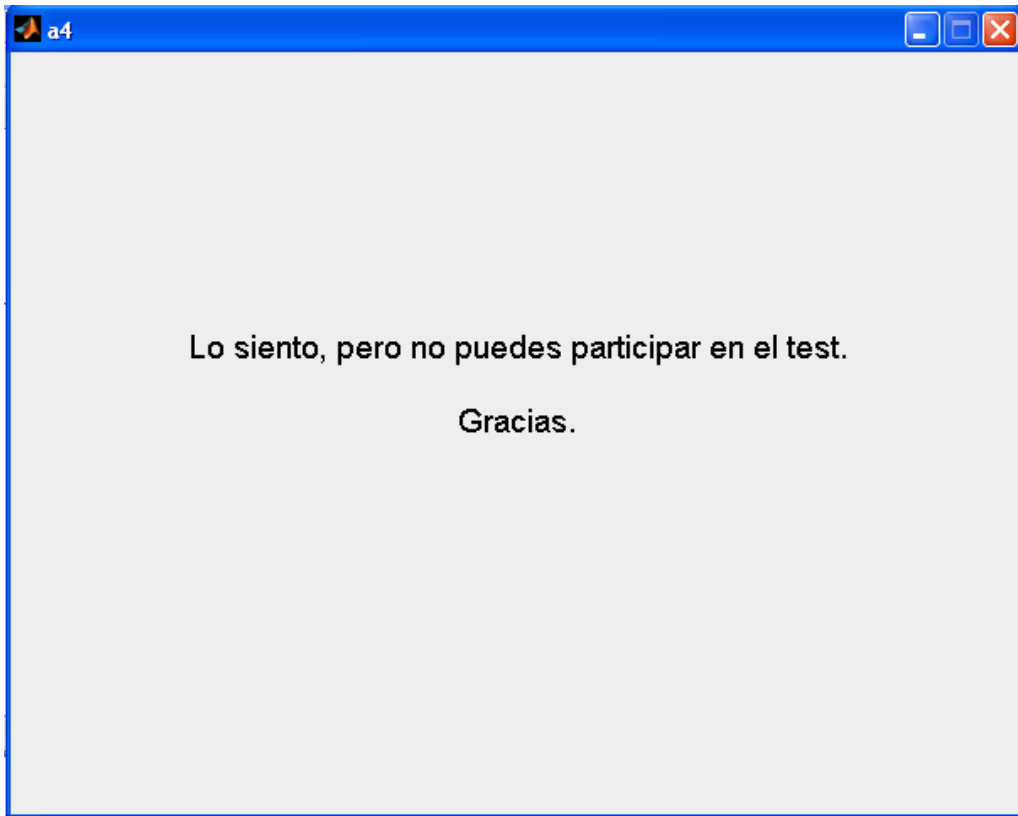 a4
Lo siento, pero no puedes participar en el test.
Gracias.